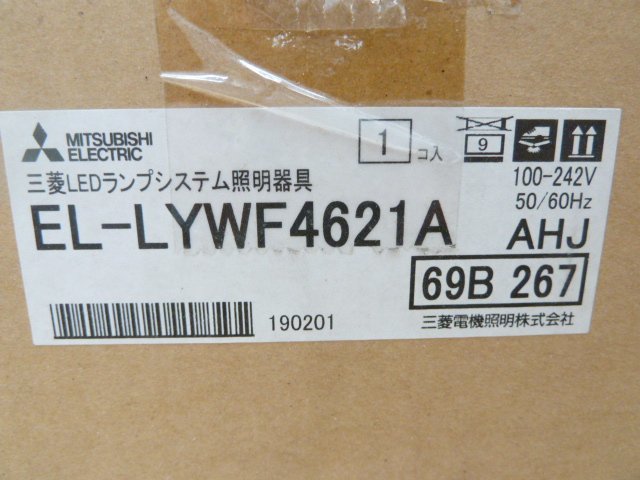 MITSUBISHI
ELECTRIC
1 コ入
9
三菱LEDランプシステム照明器具
100-242V
50/60Hz
EL-LYWF4621A AHJ
69B 267
190201
三菱電機照明株式会社